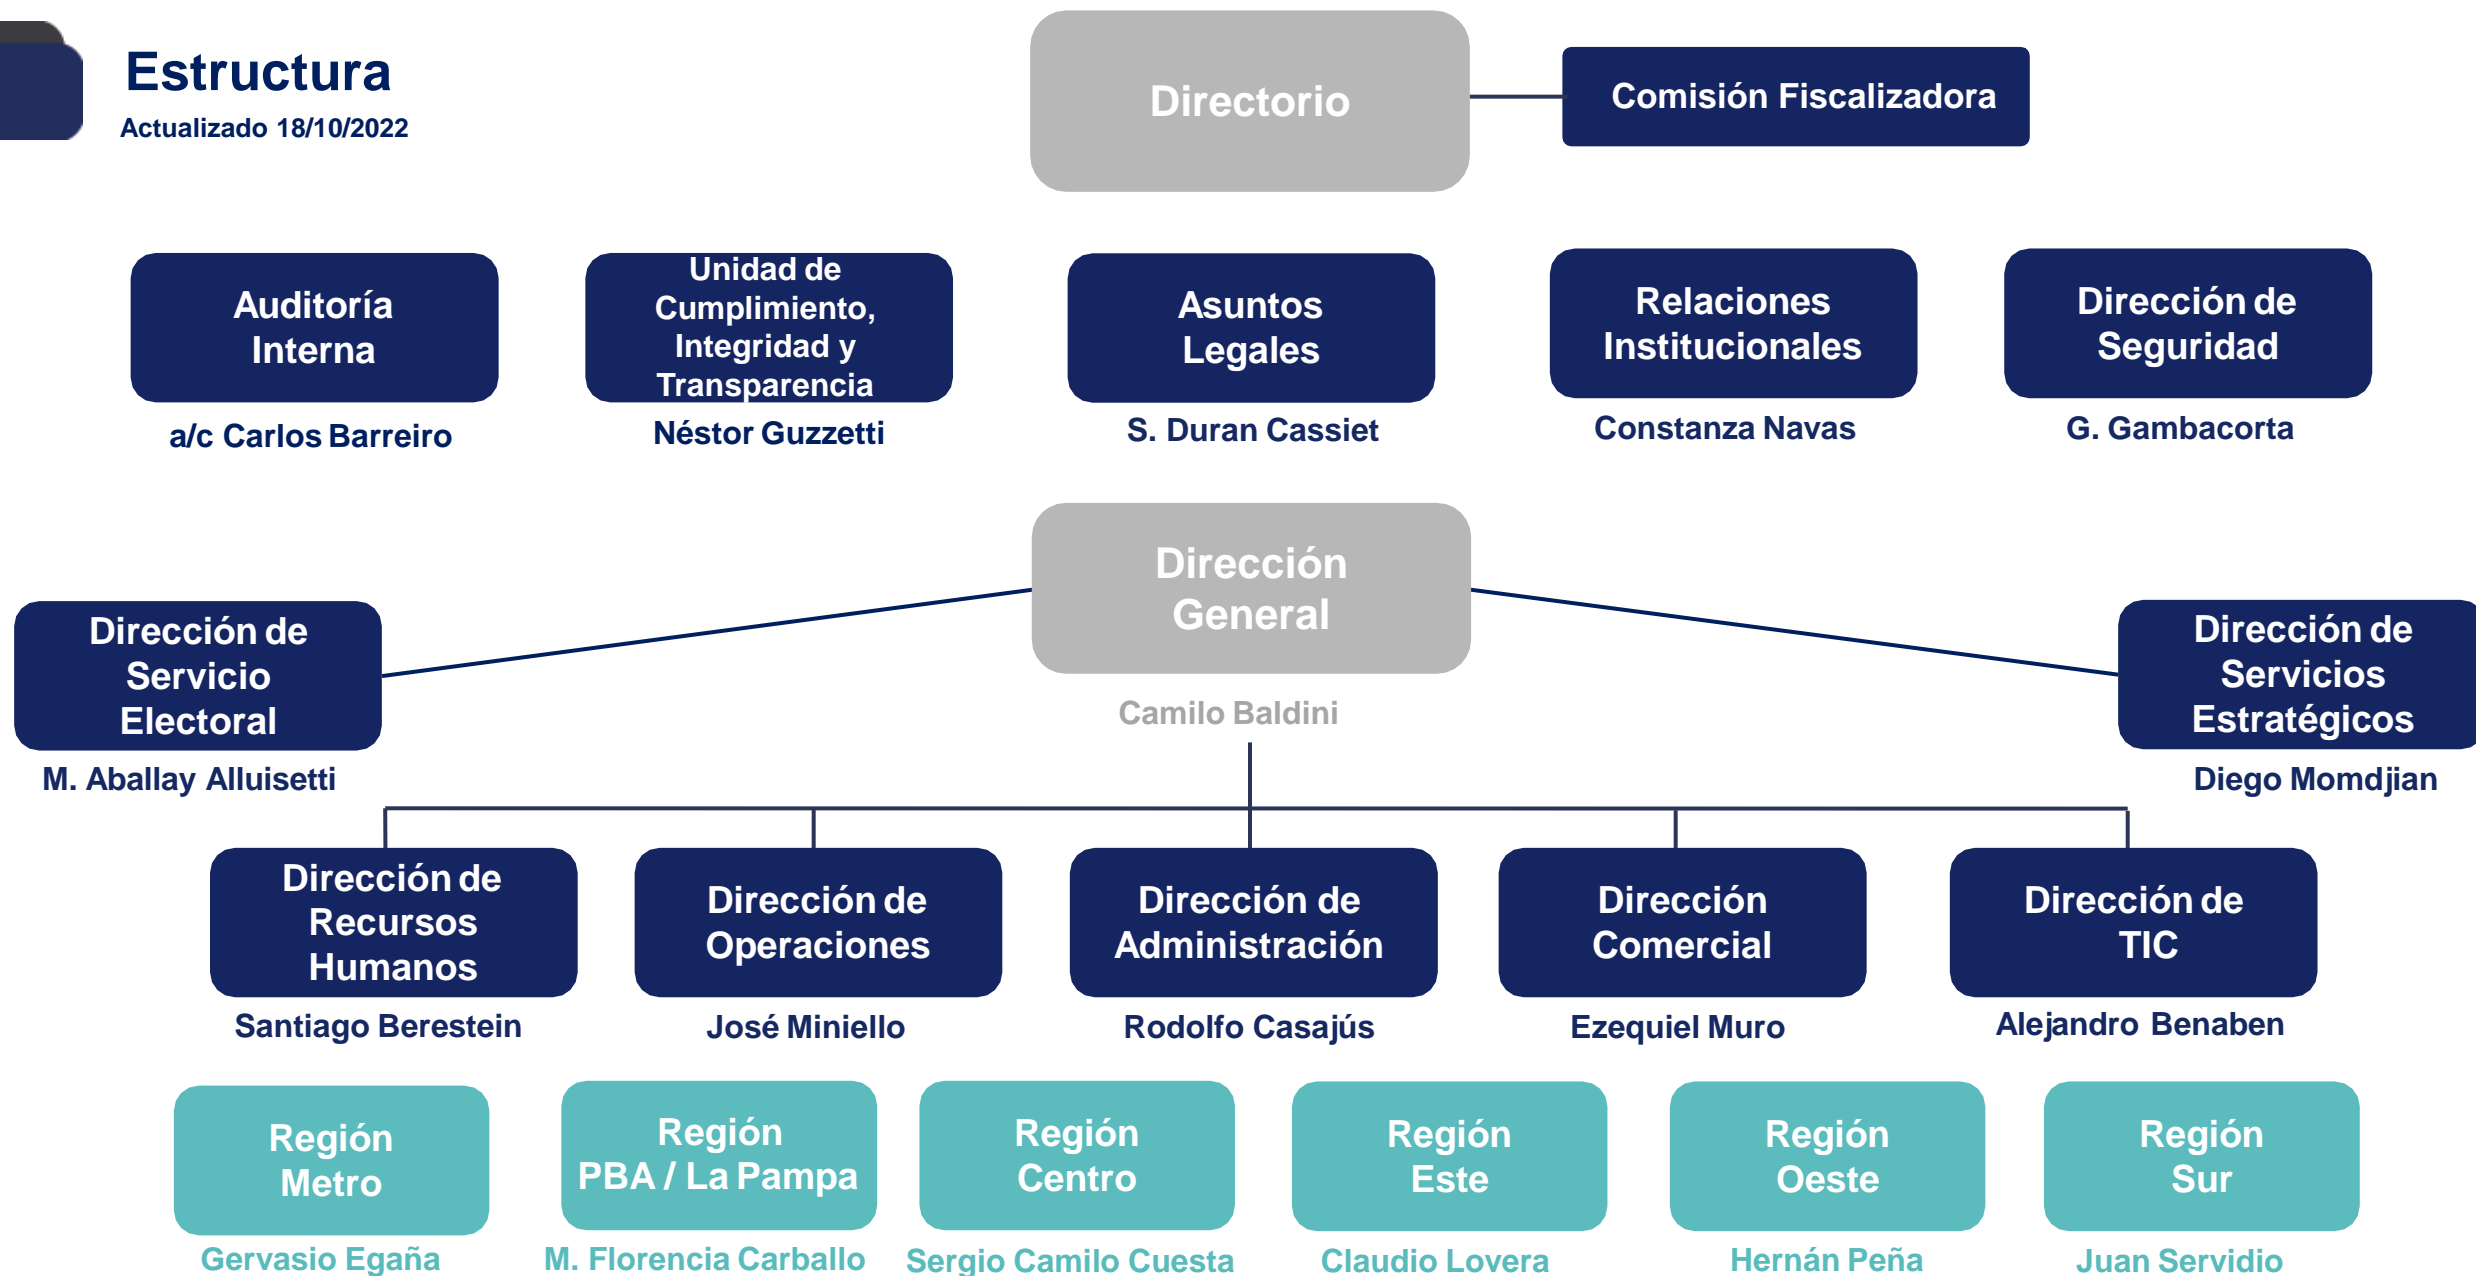 Estructura
Actualizado 18/10/2022
Directorio
Comisión Fiscalizadora
Auditoría
Interna
a/c Carlos Barreiro
Unidad de
Cumplimiento,
Integridad y
Transparencia
Néstor Guzzetti
Asuntos
Legales
S. Duran Cassiet
Relaciones
Institucionales
Constanza Navas
Dirección de
Seguridad
G. Gambacorta
Dirección
General
Camilo Baldini
Dirección de
Servicio
Electoral
M. Aballay Alluisetti
Dirección de
Servicios
Estratégicos
Diego Momdjian
Dirección de
Recursos
Humanos
Santiago Berestein
Dirección de
Operaciones
José Miniello
Dirección de
Administración
Rodolfo Casajús
Dirección
Comercial
Ezequiel Muro
Dirección de
TIC
Alejandro Benaben
Región
Metro
Gervasio Egaña
Región
PBA / La Pampa
M. Florencia Carballo
Región
Centro
Sergio Camilo Cuesta
Región
Este
Claudio Lovera
Región
Oeste
Hernán Peña
Región
Sur
Juan Servidio